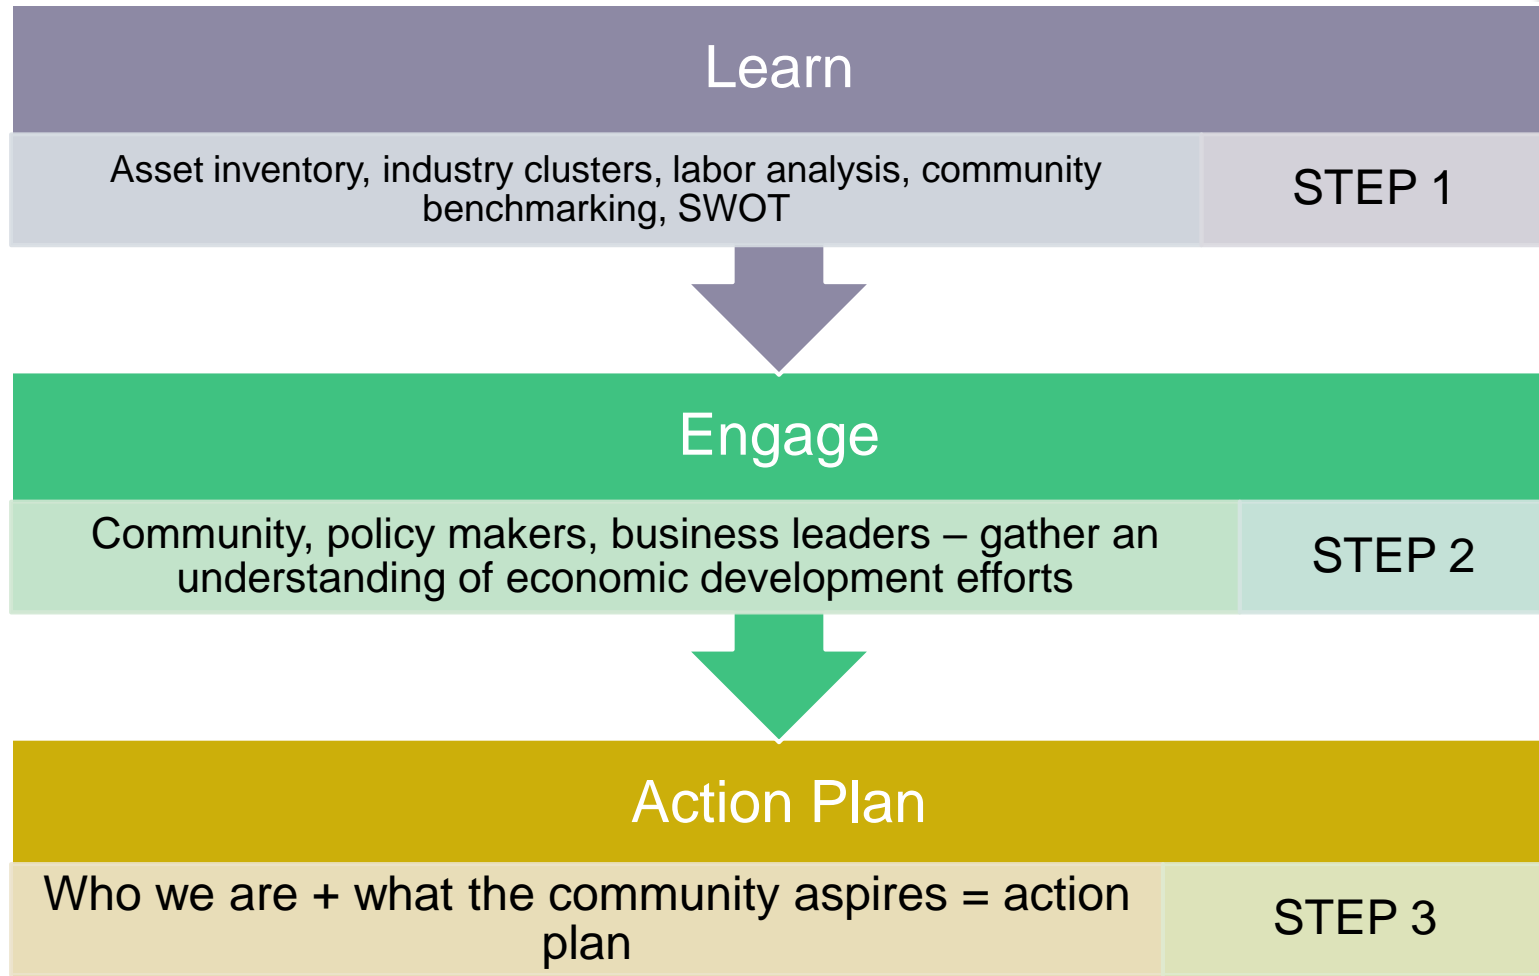 Learn
Asset inventory, industry clusters, labor analysis, community
benchmarking, SWOT
STEP 1
Engage
Community, policy makers, business leaders – gather an
understanding of economic development efforts
STEP 2
Action Plan
Who we are + what the community aspires = action
plan
STEP 3